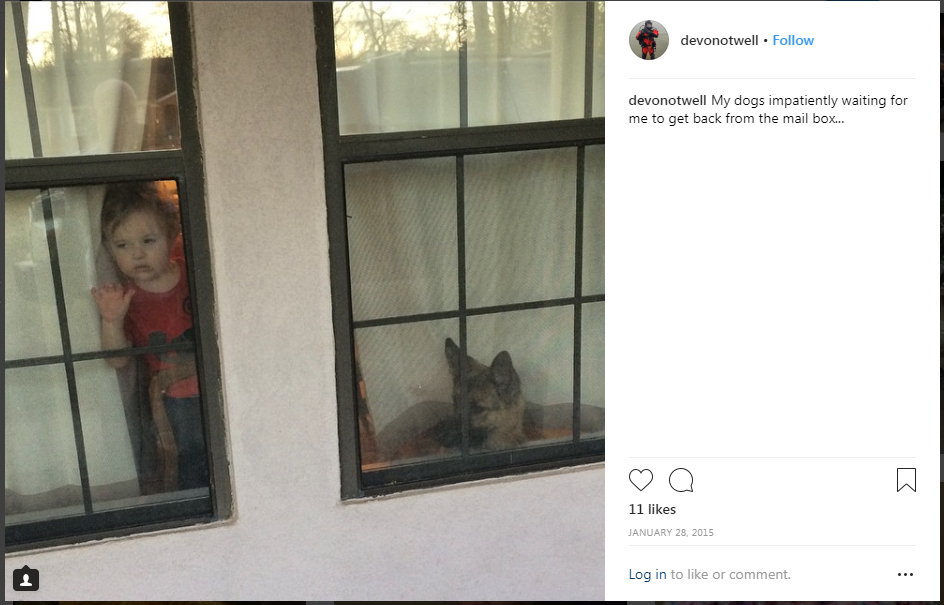 devonotwell • Follow
devonotwell My dogs impatiently waiting for
me to get back from the mail box...
11 likes
JANUARY 28, 2015
Log in to like or comment.